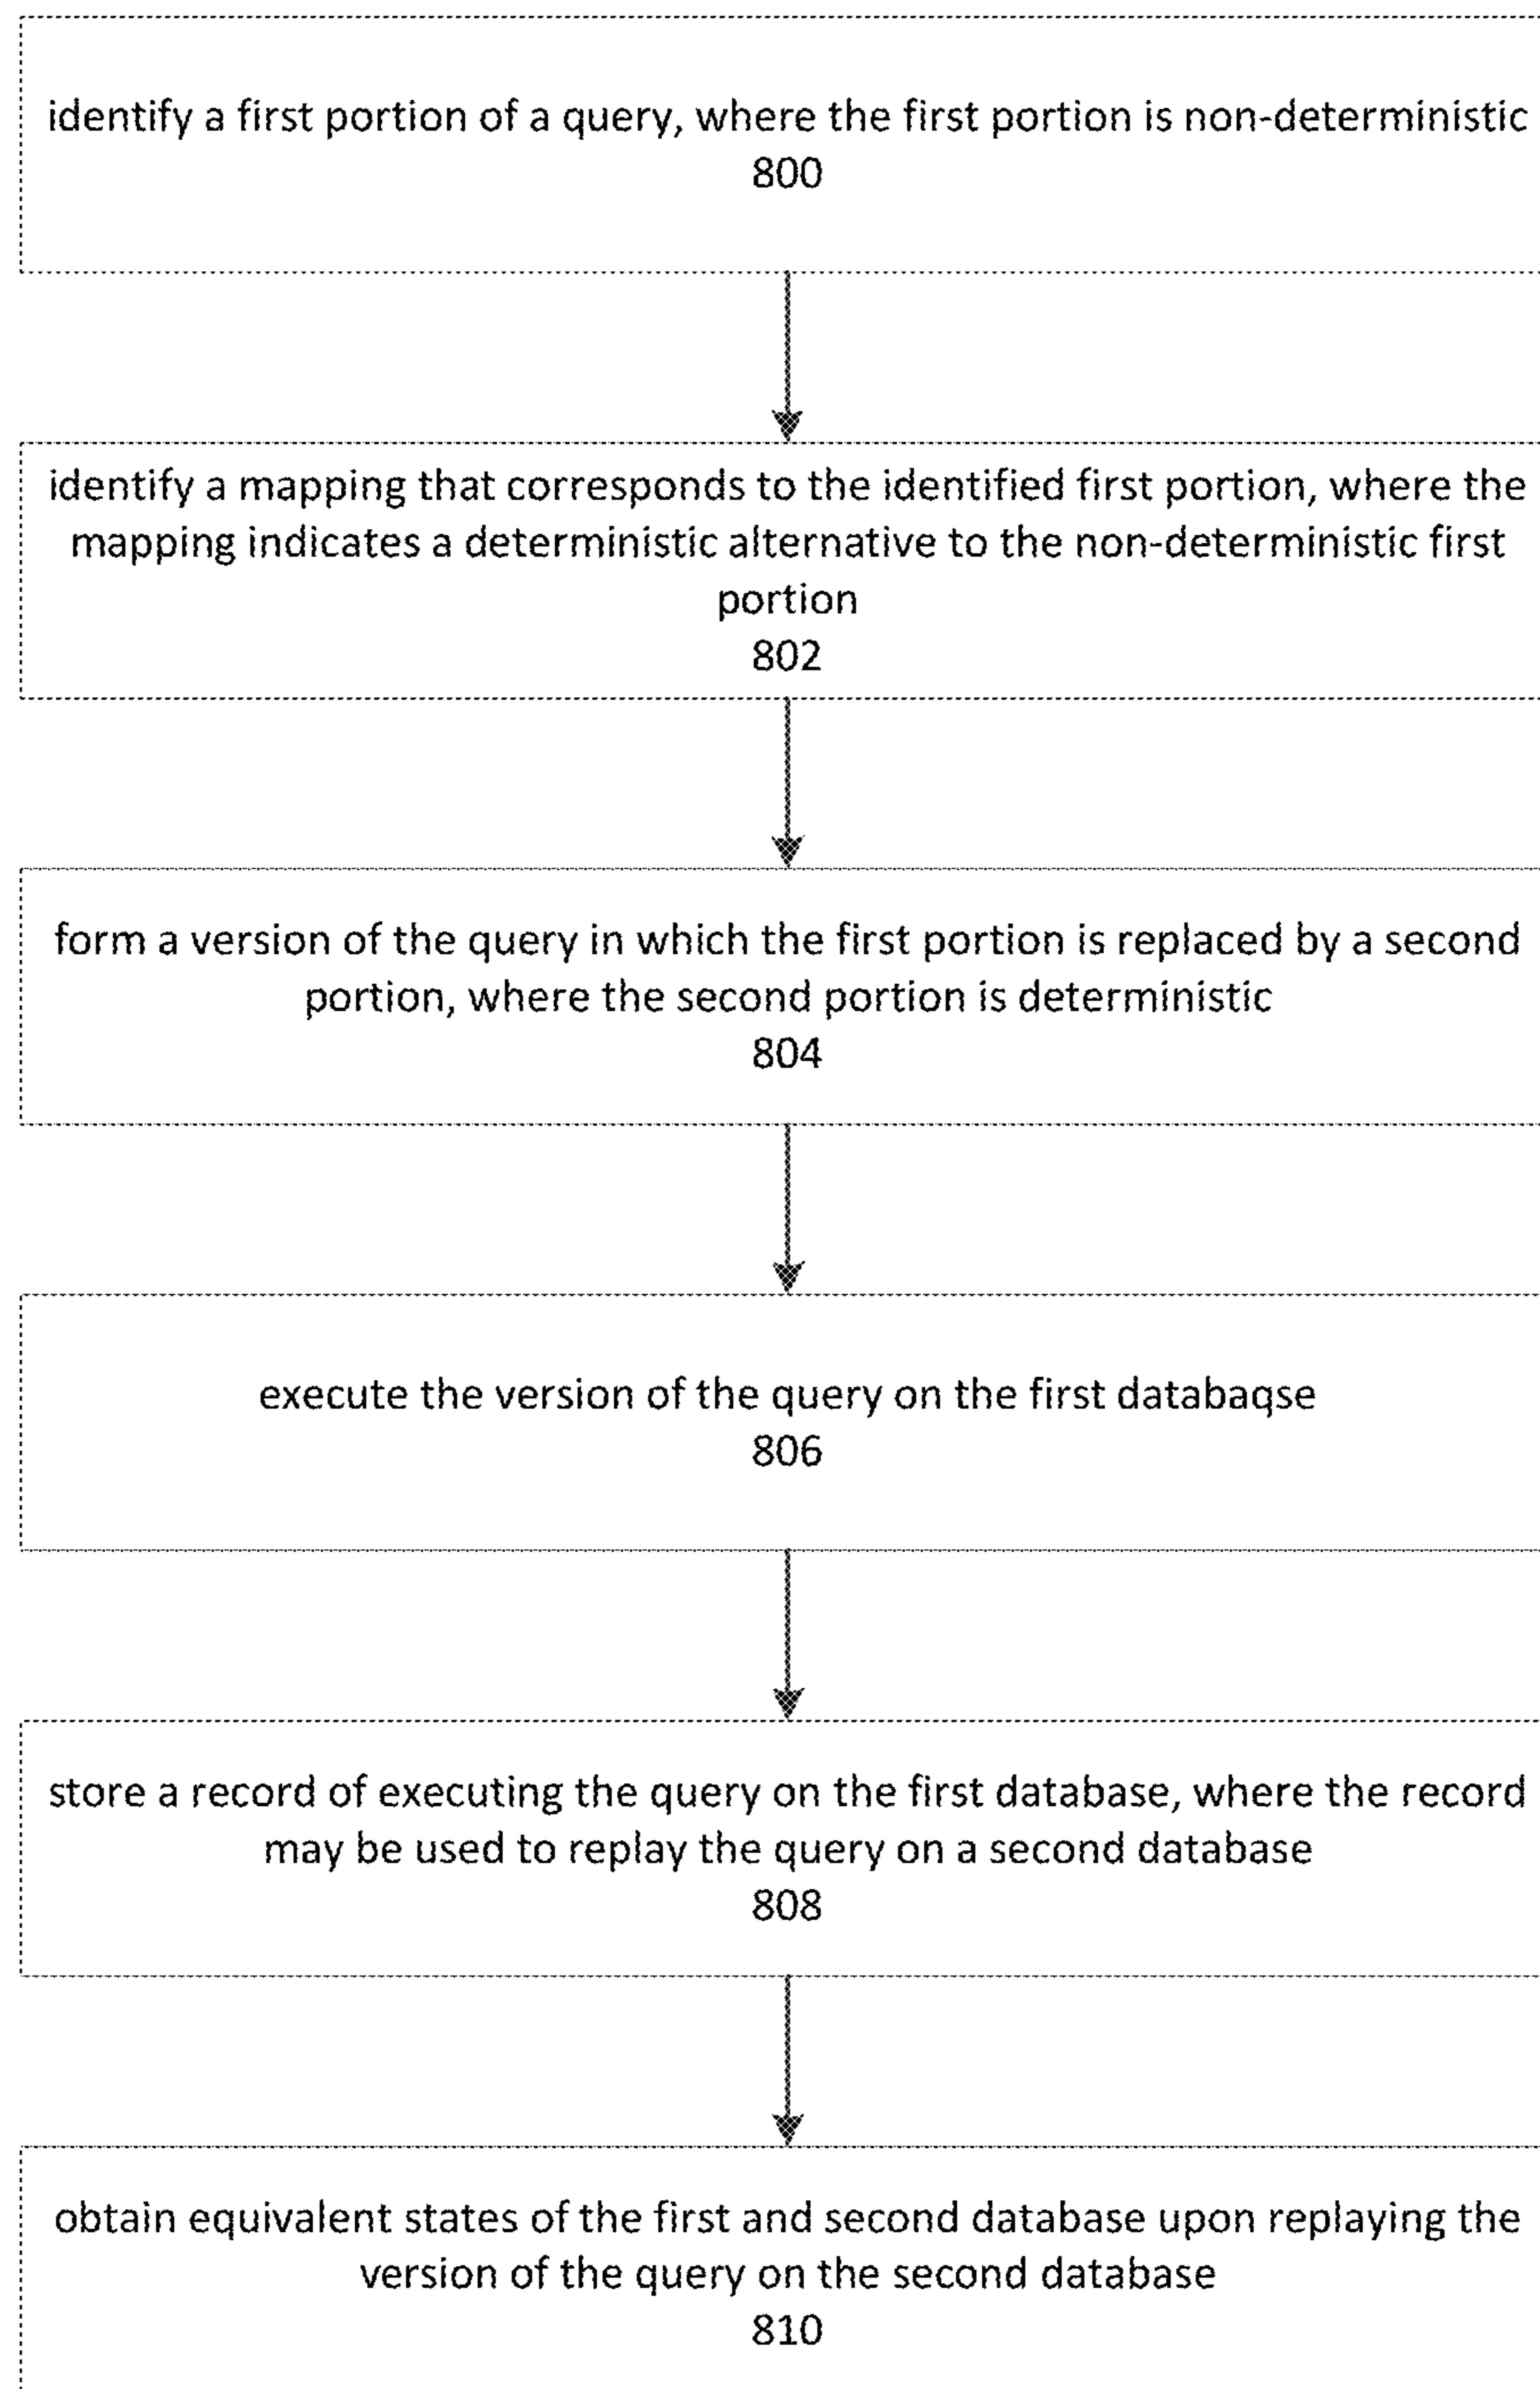 identify a first portion of a query, where the first portion is non-deterministic
800
identify a mapping that corresponds to the identified first portion, where the
mapping indicates a deterministic alternative to the non-deterministic first
portion
802
form a version of the query in which the first portion is replaced by a second
portion, where the second portion is deterministic
804
execute the version of the query on the first databaqse
806
store a record of executing the query on the first database, where the record
may be used to replay the query on a second database
808
obtain equivalent states of the first and second database upon replaying the
version of the query on the second database
810